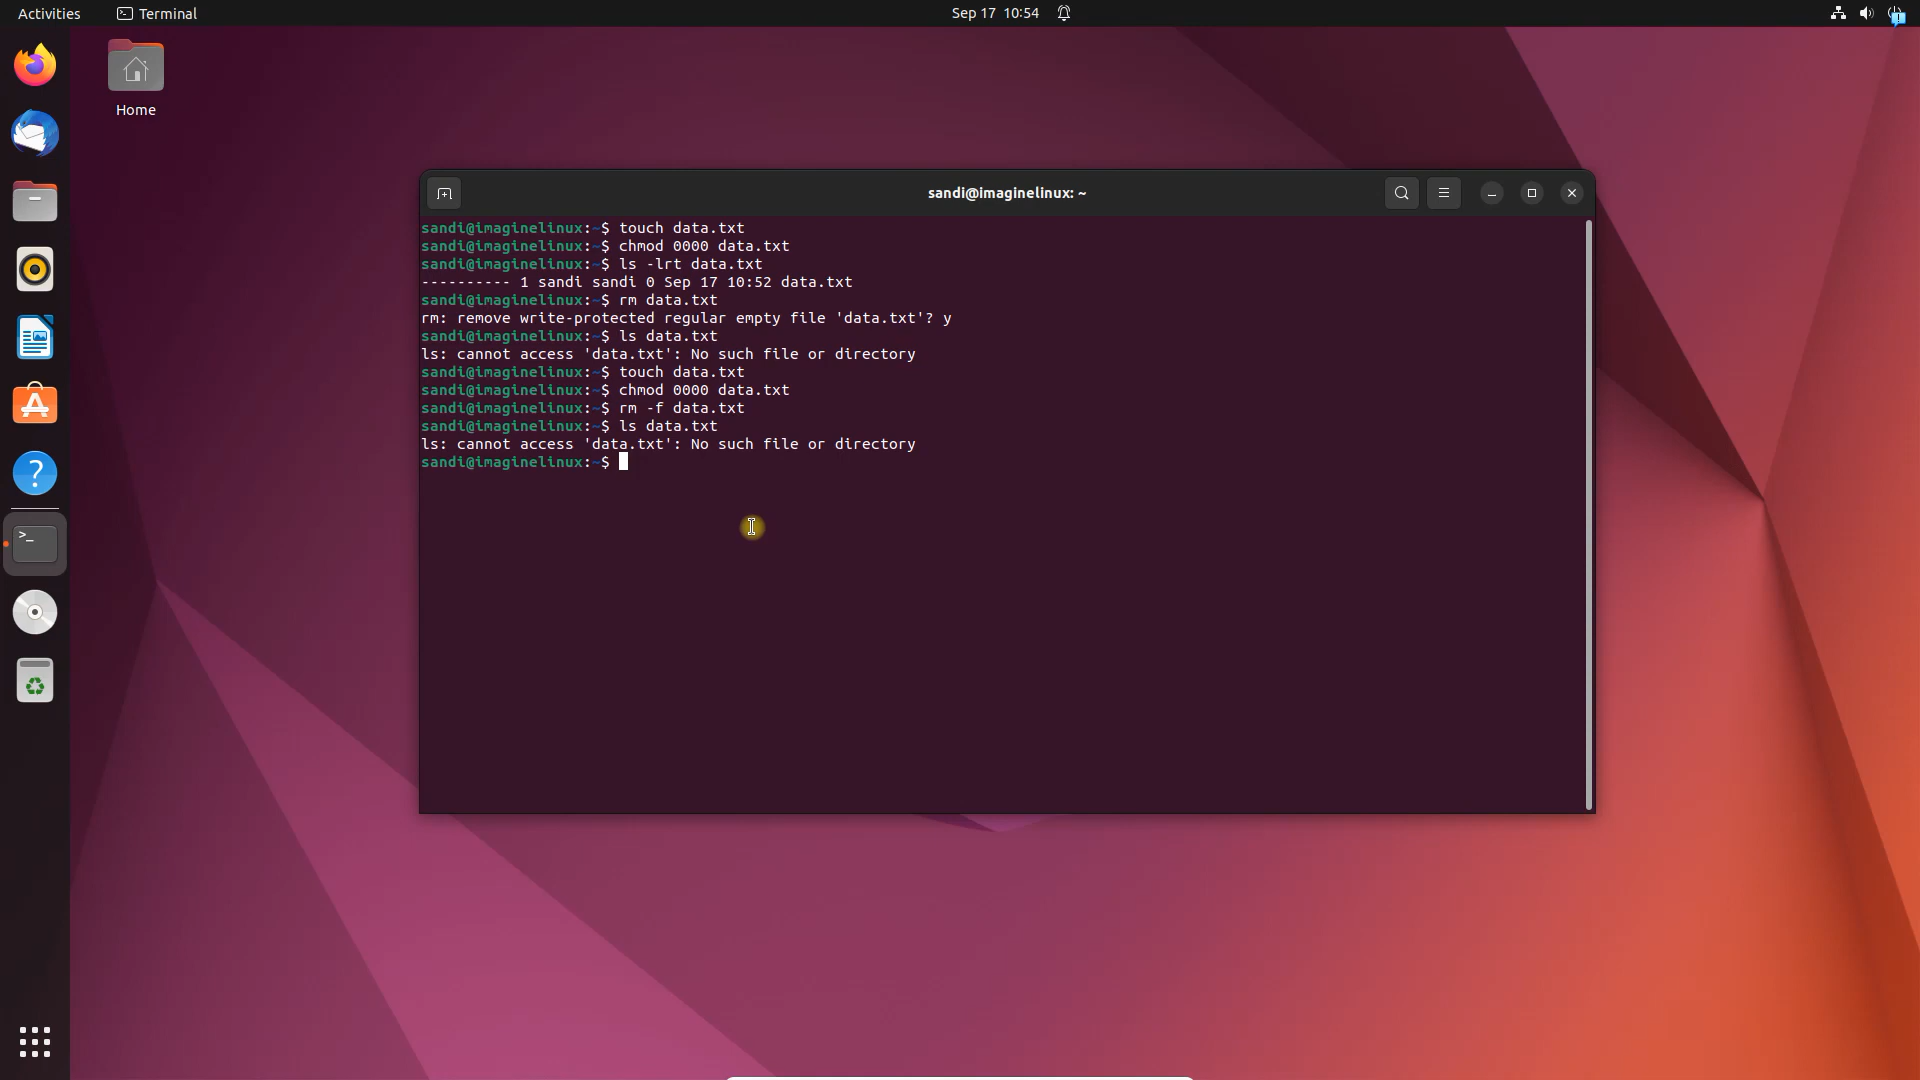 Activities
Terminal
Sep 17 10:54
Home
sandi@imaginelinux: ~
sandi@imaginelinux:~$ touch data.txt
sandi@imaginelinux:~$ chmod 0000 data.txt
sandi@imaginelinux:~$ ls -lrt data.txt
---------- 1 sandi sandi 0 Sep 17 10:52 data.txt
sandi@imaginelinux:~$ rm data.txt
rm: remove write-protected regular empty file 'data.txt'? y
sandi@imaginelinux:~$ ls data.txt
ls: cannot access 'data.txt': No such file or directory
sandi@imaginelinux:~$ touch data.txt
sandi@imaginelinux:~$ chmod 0000 data.txt
sandi@imaginelinux:~$ rm -f data.txt
sandi@imaginelinux:~$ ls data.txt
ls: cannot access 'data.txt': No such file or directory
sandi@imaginelinux:~$